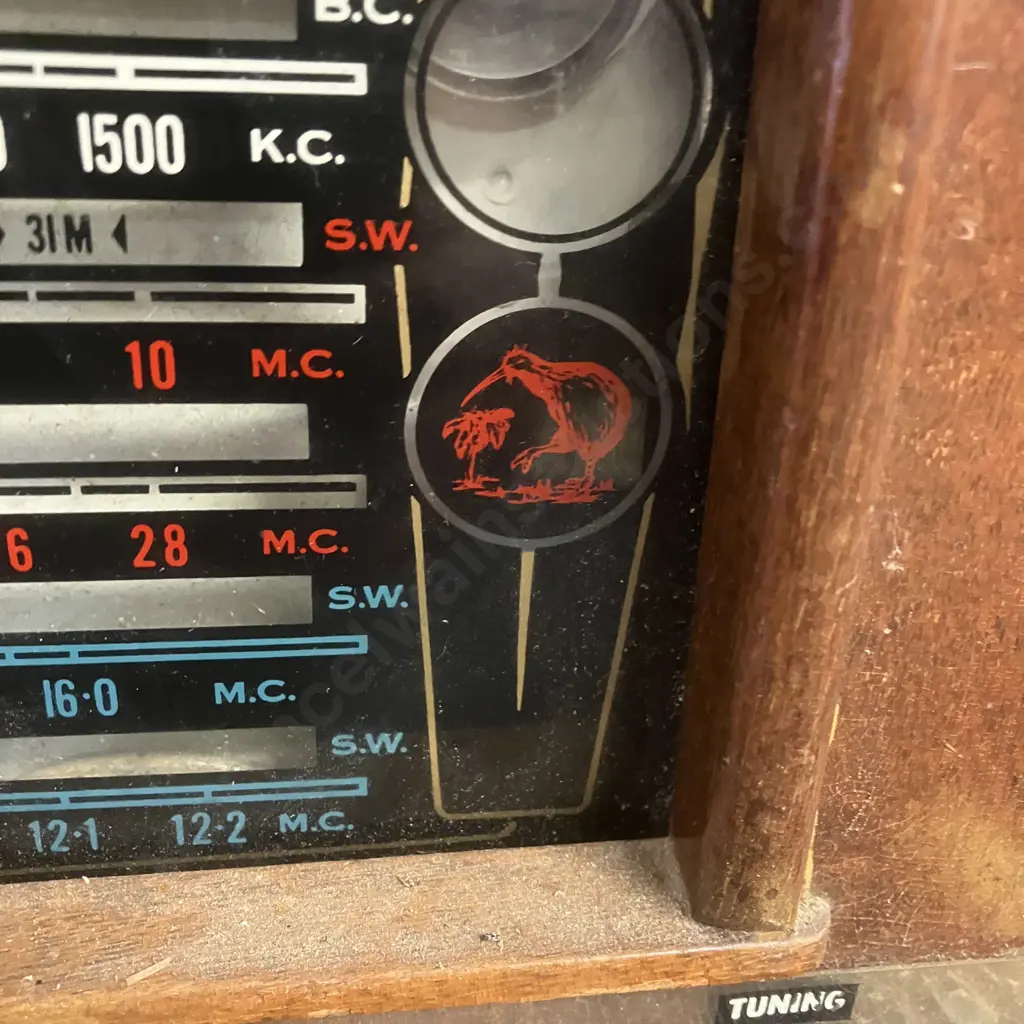 B.C.
1500 K.C.
31M S.W.
10 M.C.
6 28 M.C.
S.W.
16·0 M.C.
S.W.
12·1 12·2 M.C.
TUNING